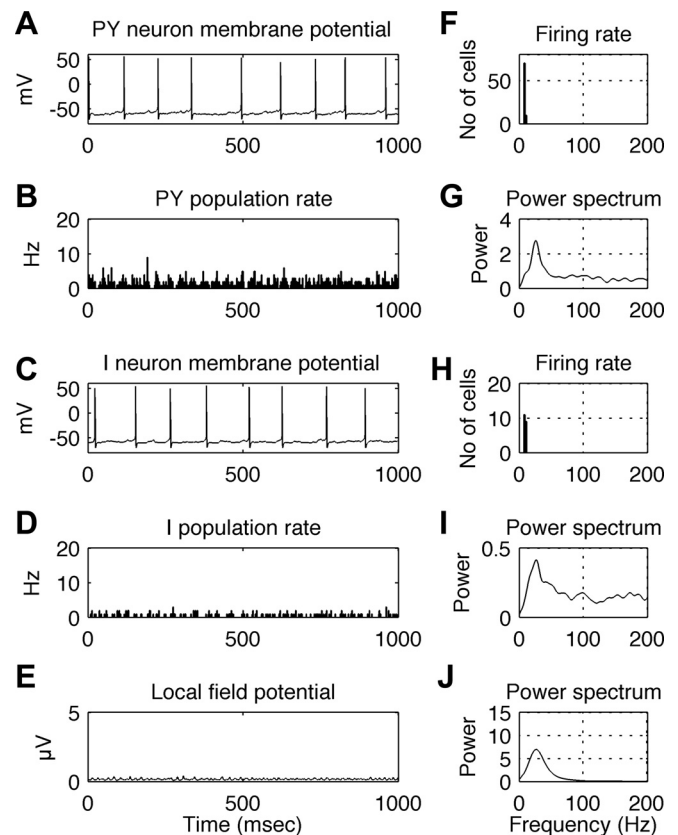 A
PY neuron membrane potential
mV
50
0
-50
0 500 1000
F
Firing rate
No of cells
50
0
0 100 200
B
PY population rate
Hz
20
10
0
0 500 1000
G
Power spectrum
Power
4
2
0
0 100 200
C
I neuron membrane potential
mV
50
0
-50
0 500 1000
H
Firing rate
No of cells
20
10
0
0 100 200
D
I population rate
Hz
20
10
0
0 500 1000
I
Power spectrum
Power
0.5
0
0 100 200
E
Local field potential
µV
5
0
0 500 1000
Time (msec)
J
Power spectrum
Power
15
10
5
0
0 100 200
Frequency (Hz)